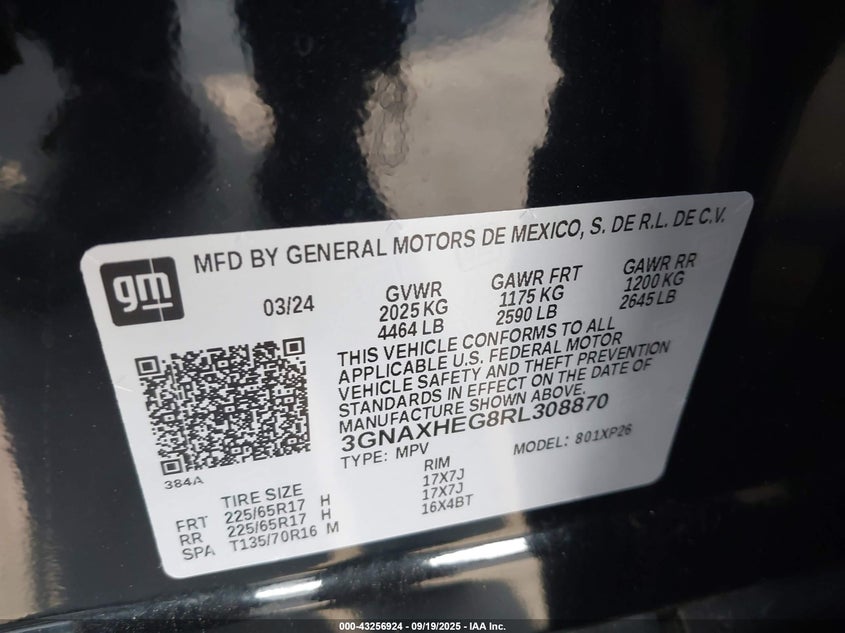 MFD BY GENERAL MOTORS DE MEXICO, S. DE R.L. DE C.V.
gm
03/24
GVWR
2025 KG
4464 LB
GAWR FRT
1175 KG
2590 LB
GAWR RR
1200 KG
2645 LB
THIS VEHICLE CONFORMS TO ALL
APPLICABLE U.S. FEDERAL MOTOR
VEHICLE SAFETY AND THEFT PREVENTION
STANDARDS IN EFFECT ON THE DATE OF
MANUFACTURE SHOWN ABOVE.
3GNAXHEG8RL308870
TYPE: MPV
MODEL: 801XP26
384A
TIRE SIZE
RIM
FRT 225/65R17 H 17X7J
RR 225/65R17 H 17X7J
SPA T135/70R16 M 16X4BT
000-43256924 - 09/19/2025 - IAA Inc.